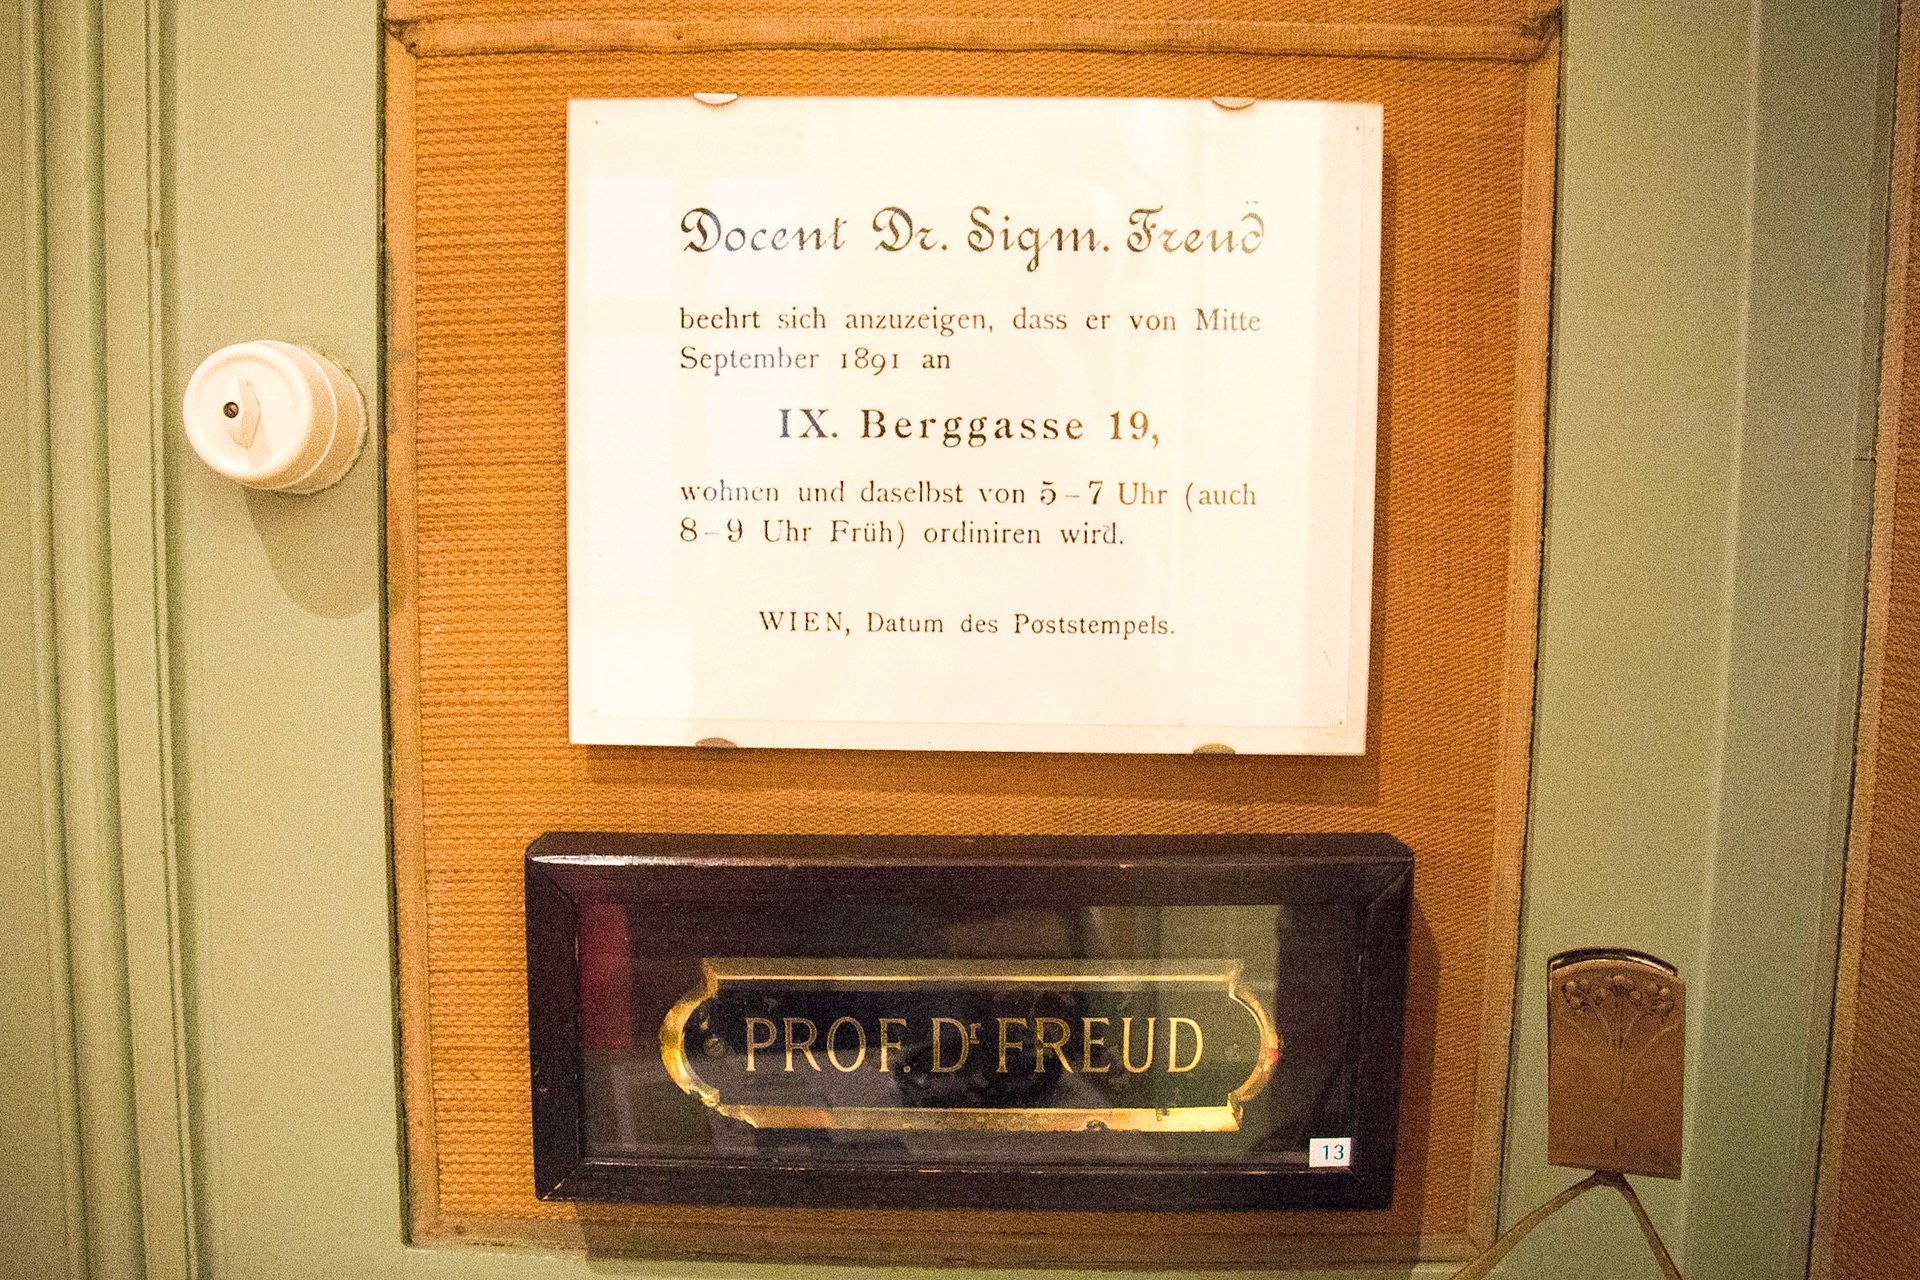 Docent Dr. Sigm. Freud
beehrt sich anzuzeigen, dass er von Mitte
September 1891 an
IX. Berggasse 19,
wohnen und daselbst von 5–7 Uhr (auch
8–9 Uhr Früh) ordiniren wird.
WIEN, Datum des Poststempels.
PROF. Dr FREUD
13